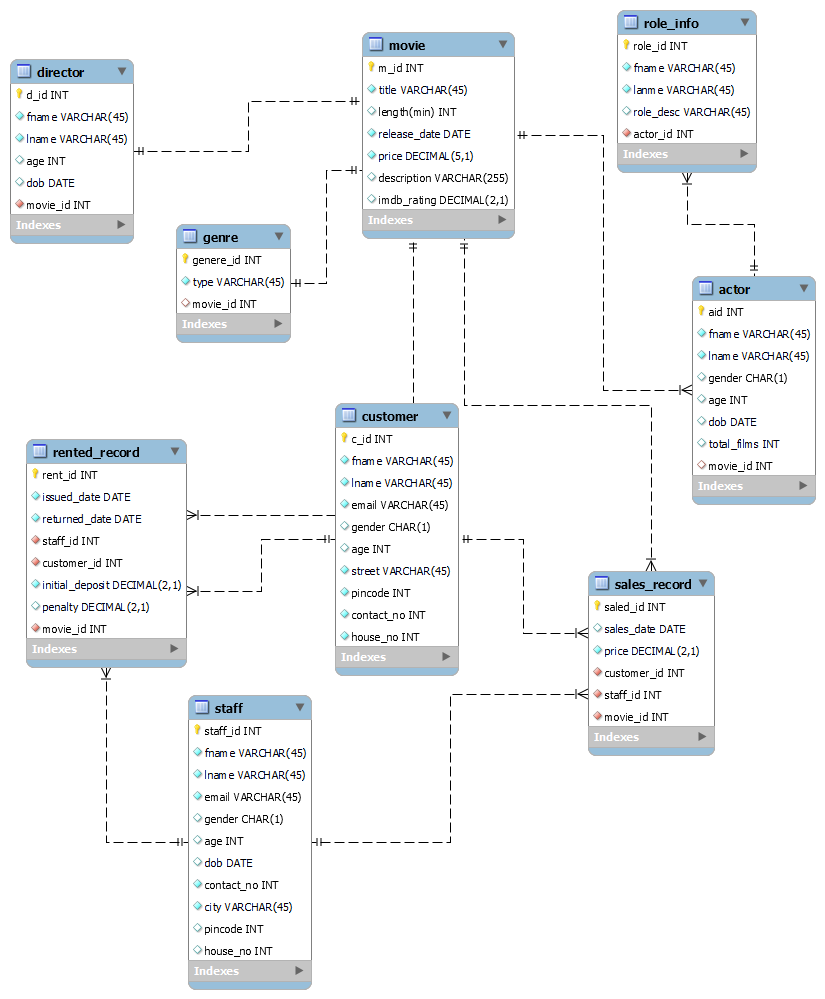 director
d_id INT
fname VARCHAR(45)
lname VARCHAR(45)
age INT
dob DATE
movie_id INT
Indexes
movie
m_id INT
title VARCHAR(45)
length(min) INT
release_date DATE
price DECIMAL(5,1)
description VARCHAR(255)
imdb_rating DECIMAL(2,1)
Indexes
role_info
role_id INT
fname VARCHAR(45)
lanme VARCHAR(45)
role_desc VARCHAR(45)
actor_id INT
Indexes
genre
genere_id INT
type VARCHAR(45)
movie_id INT
Indexes
actor
aid INT
fname VARCHAR(45)
lname VARCHAR(45)
gender CHAR(1)
age INT
dob DATE
total_films INT
movie_id INT
Indexes
customer
c_id INT
fname VARCHAR(45)
lname VARCHAR(45)
email VARCHAR(45)
gender CHAR(1)
age INT
street VARCHAR(45)
pincode INT
contact_no INT
house_no INT
Indexes
rented_record
rent_id INT
issued_date DATE
returned_date DATE
staff_id INT
customer_id INT
initial_deposit DECIMAL(2,1)
penalty DECIMAL(2,1)
movie_id INT
Indexes
sales_record
saled_id INT
sales_date DATE
price DECIMAL(2,1)
customer_id INT
staff_id INT
movie_id INT
Indexes
staff
staff_id INT
fname VARCHAR(45)
lname VARCHAR(45)
email VARCHAR(45)
gender CHAR(1)
age INT
dob DATE
contact_no INT
city VARCHAR(45)
pincode INT
house_no INT
Indexes